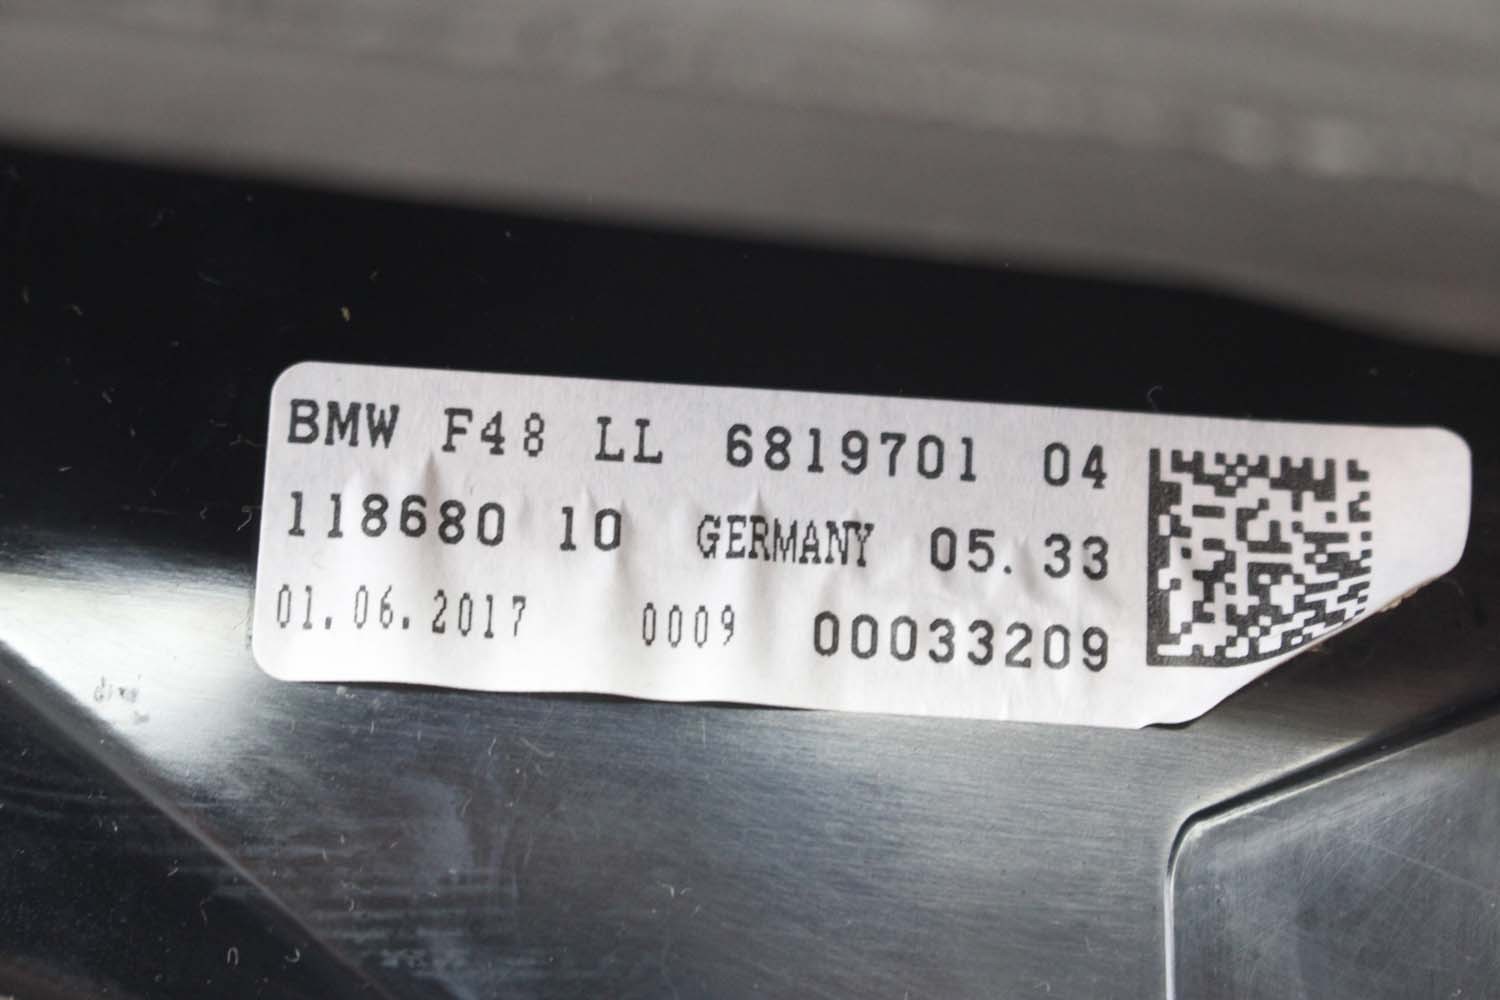 BMW F48 LL 6819701 04
118680 10 GERMANY 05.33
01.06.2017 0009 00033209